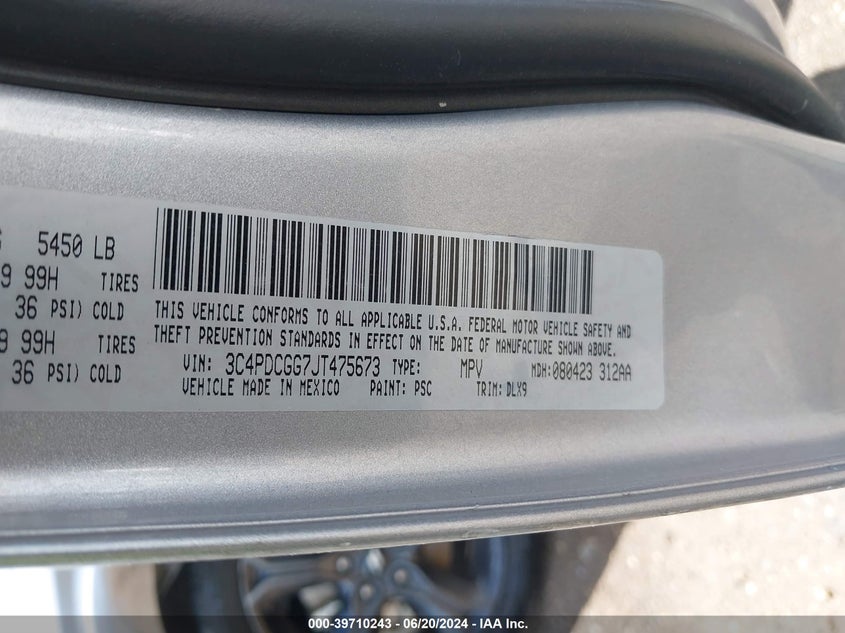 5450 LB
99H TIRES
36 PSI) COLD
99H TIRES
36 PSI) COLD
THIS VEHICLE CONFORMS TO ALL APPLICABLE U.S.A. FEDERAL MOTOR VEHICLE SAFETY AND
THEFT PREVENTION STANDARDS IN EFFECT ON THE DATE OF MANUFACTURE SHOWN ABOVE.
VIN: 3C4PDCGG7JT475673 TYPE: MPV MDH:080423 312AA
VEHICLE MADE IN MEXICO PAINT: PSC TRIM: DLX9
000-39710243 - 06/20/2024 - IAA Inc.